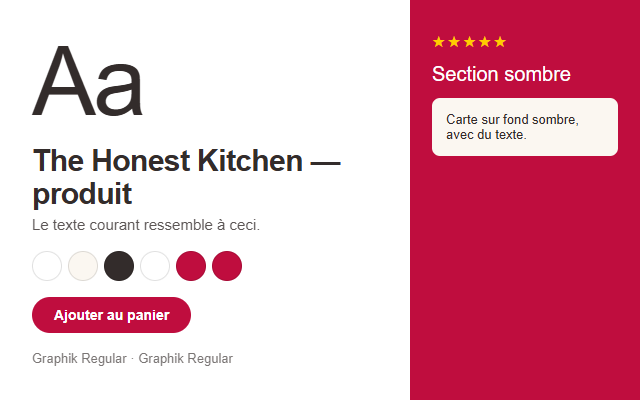 Aa
The Honest Kitchen —
produit
Le texte courant ressemble à ceci.
Ajouter au panier
Graphik Regular · Graphik Regular
★★★★★
Section sombre
Carte sur fond sombre,
avec du texte.